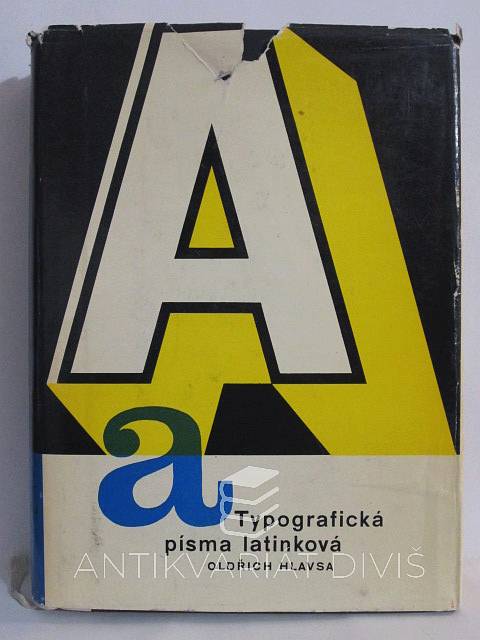 A
a
Typografická
písma latinková
OLDŘICH HLAVSA
ANTIKVARIÁT DIVIŠ